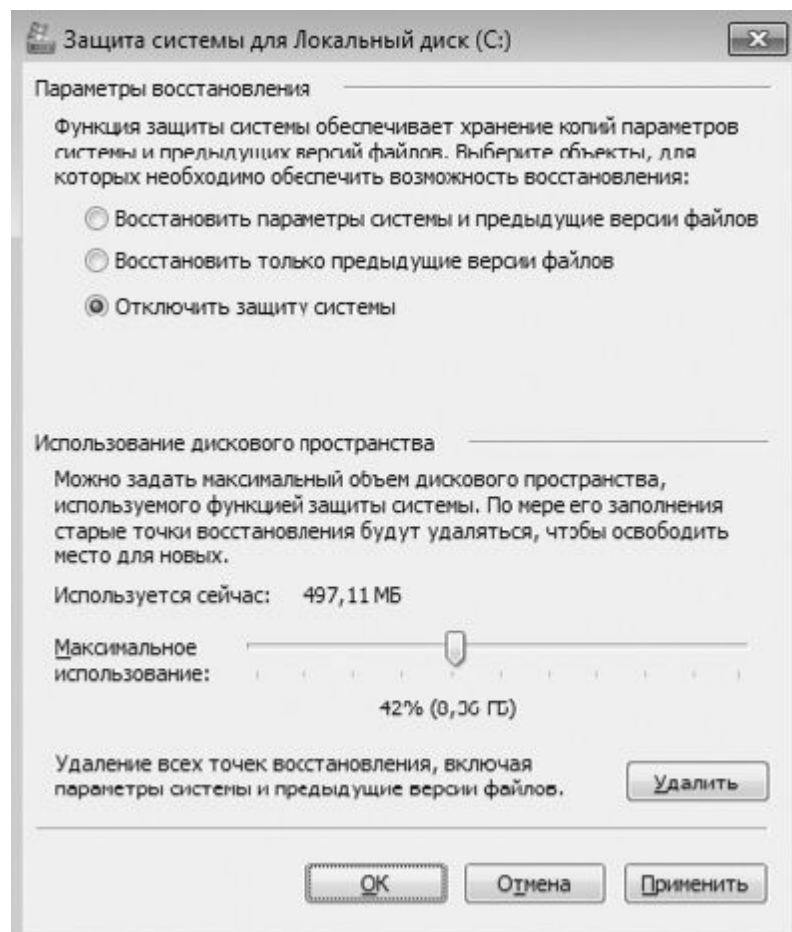 Защита системы для Локальный диск (C:)
Параметры восстановления
Функция защиты системы обеспечивает хранение копий параметров
системы и предыдущих версий файлов. Выберите объекты, для
которых необходимо обеспечить возможность восстановления:
Восстановить параметры системы и предыдущие версии файлов
Восстановить только предыдущие версии файлов
Отключить защиту системы
Использование дискового пространства
Можно задать максимальный объем дискового пространства,
используемого функцией защиты системы. По мере его заполнения
старые точки восстановления будут удаляться, чтобы освободить
место для новых.
Используется сейчас: 497,11 МБ
Максимальное
использование:
42% ГБ)
Удаление всех точек восстановления, включая
параметры системы и предыдущие версии файлов.
Удалить
OK Отмена Применить